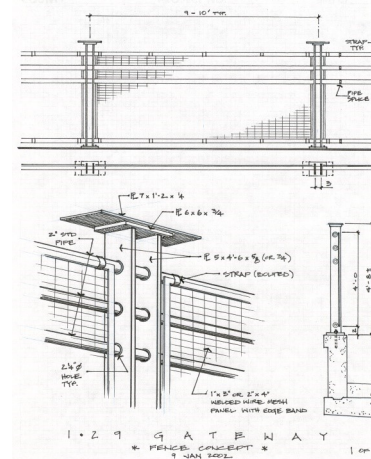 9-10' TYP.
STRAP-
TYP.
PIPE
SPLICE
3
PL 7 x 1'-2 x 1/4
PL 6 x 6 x 3/4
2" STD
PIPE
PL 5 x 4'-6 x 5/8 (OR 3/4)
STRAP (BOLTED)
4'-0
2
2 1/4 Ø
HOLE
TYP.
1" x 3" OR 2" x 4"
WELDED WIRE MESH
PANEL WITH EDGE BAND
1·29 GATEWAY
* FENCE CONCEPT *
9 JAN 2002
1 OF